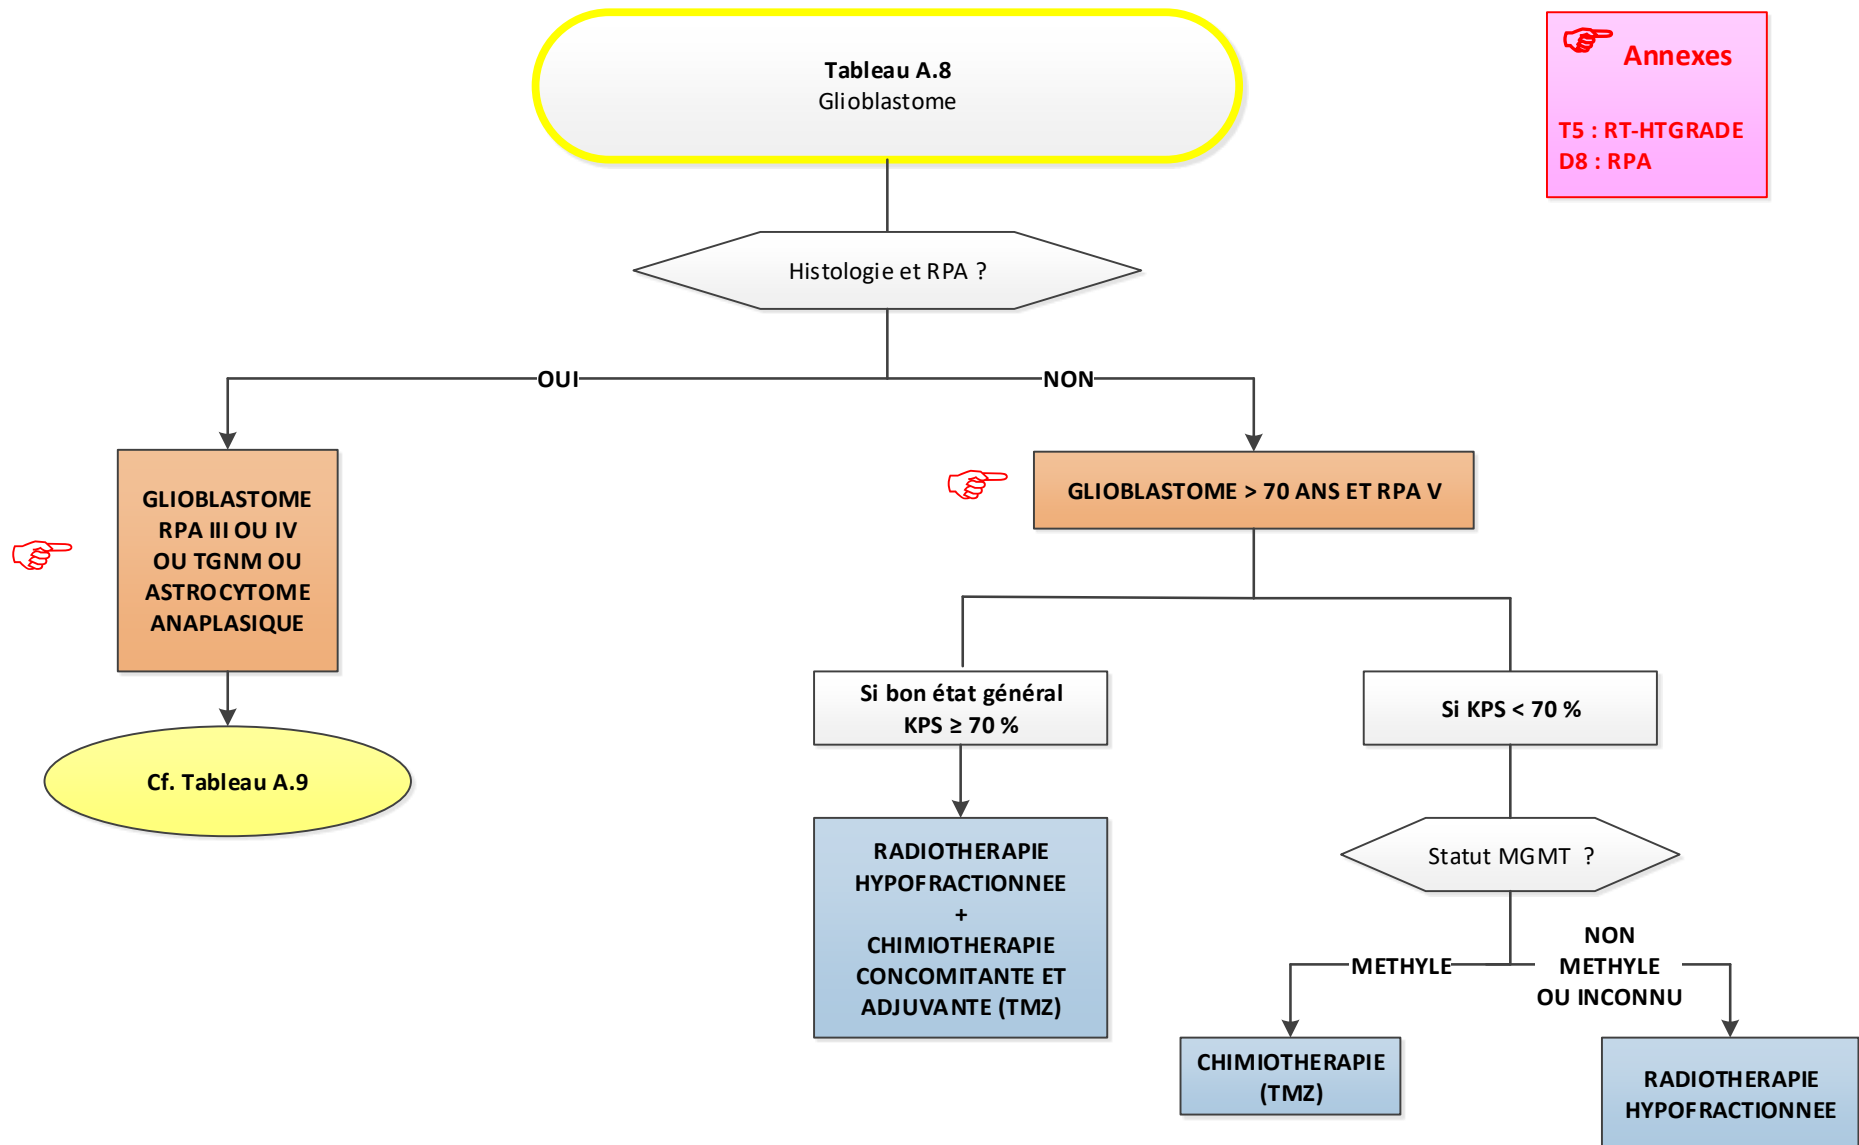 Tableau A.8
Glioblastome
Annexes
T5 : RT-HTGRADE
D8 : RPA
Histologie et RPA ?
OUI
NON
GLIOBLASTOME
RPA III OU IV
OU TGNM OU
ASTROCYTOME
ANAPLASIQUE
GLIOBLASTOME > 70 ANS ET RPA V
Cf. Tableau A.9
Si bon état général
KPS ≥ 70 %
Si KPS < 70 %
RADIOTHERAPIE
HYPOFRACTIONNEE
+
CHIMIOTHERAPIE
CONCOMITANTE ET
ADJUVANTE (TMZ)
Statut MGMT ?
METHYLE
NON
METHYLE
OU INCONNU
CHIMIOTHERAPIE
(TMZ)
RADIOTHERAPIE
HYPOFRACTIONNEE